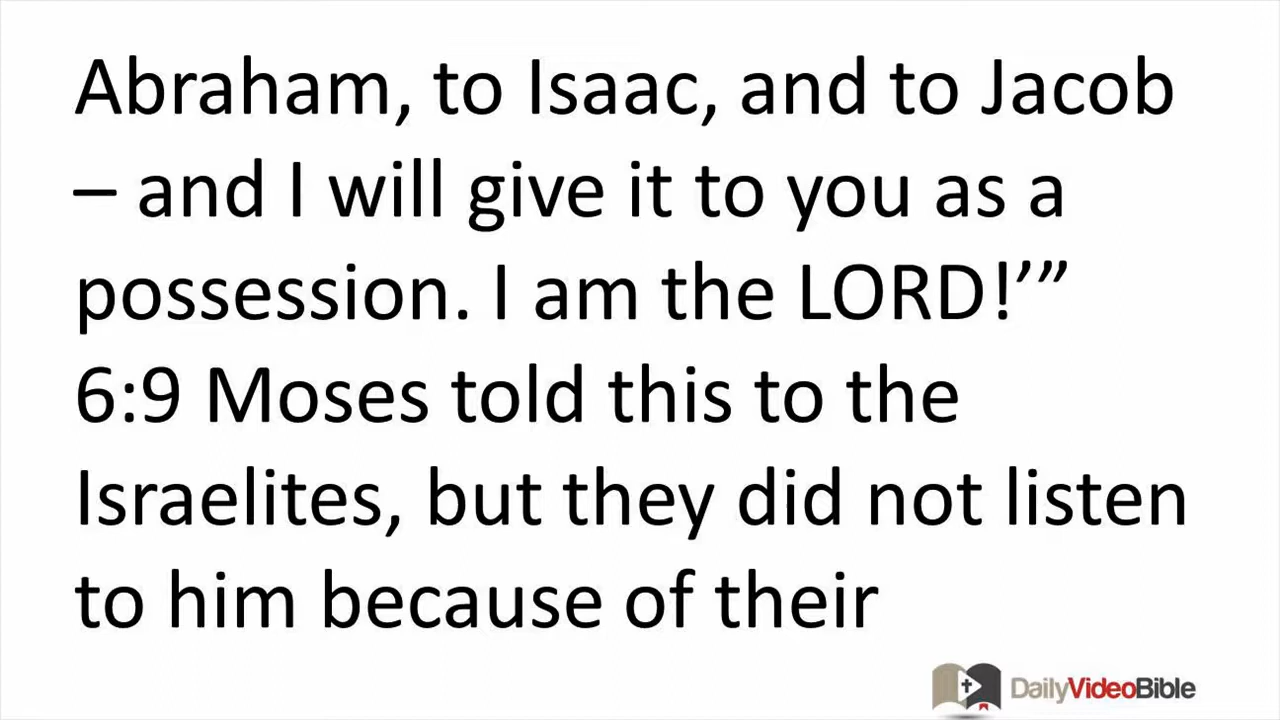 Abraham, to Isaac, and to Jacob
– and I will give it to you as a
possession. I am the LORD!’”
6:9 Moses told this to the
Israelites, but they did not listen
to him because of their
DailyVideoBible